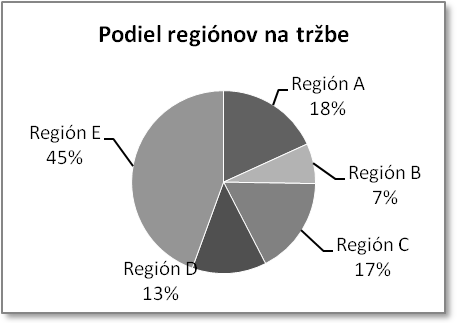 Podiel regiónov na tržbe
Región A
18%
Región B
7%
Región C
17%
Región D
13%
Región E
45%